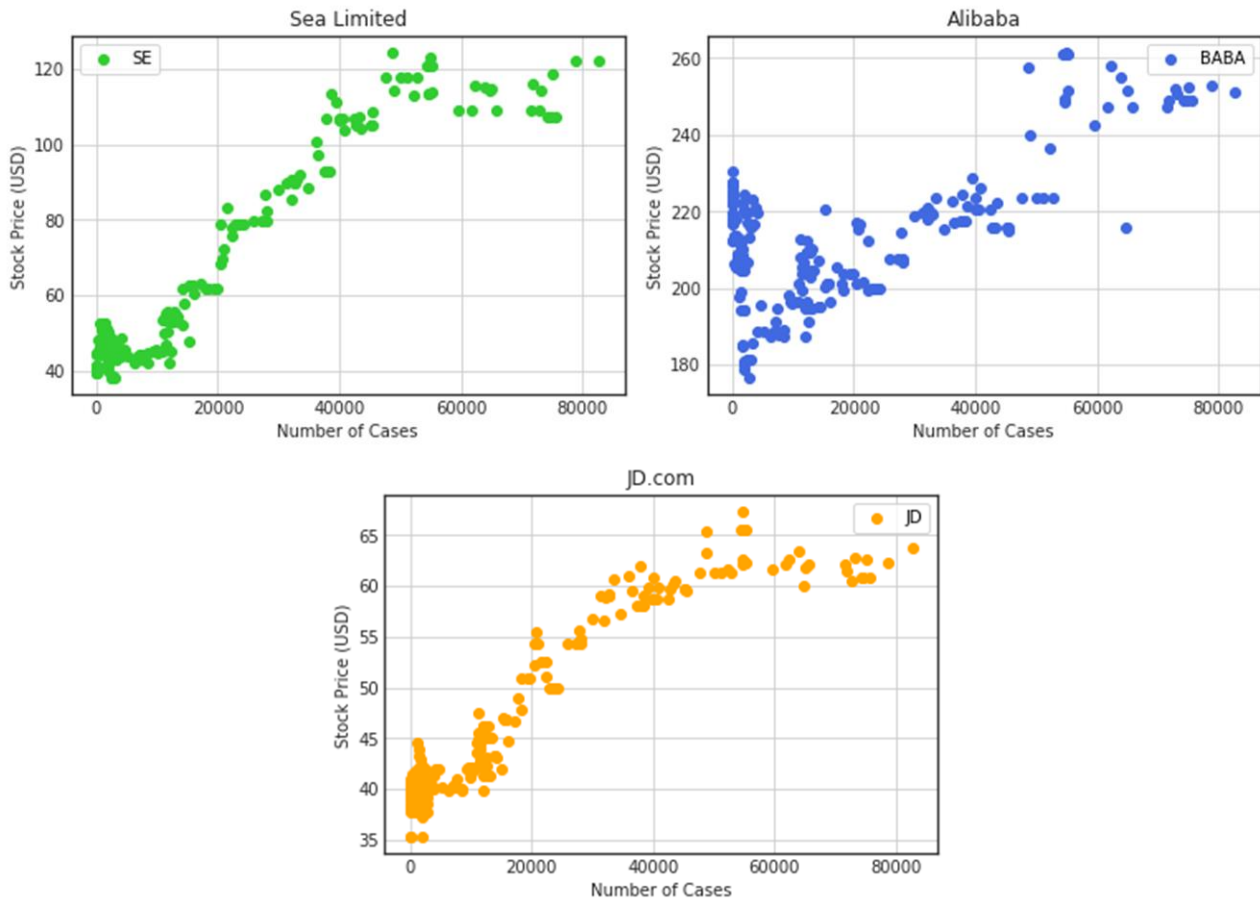 Sea Limited
SE
Stock Price (USD)
120
100
80
60
40
0 20000 40000 60000 80000
Number of Cases
Alibaba
BABA
Stock Price (USD)
260
240
220
200
180
0 20000 40000 60000 80000
Number of Cases
JD.com
JD
Stock Price (USD)
65
60
55
50
45
40
35
0 20000 40000 60000 80000
Number of Cases